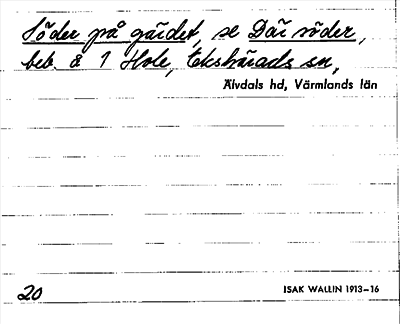 Söder på gärdet, se Där söder,
beb. å 1 Hole, Ekshärads sn,
Älvdals hd, Värmlands län
20
ISAK WALLIN 1913-16